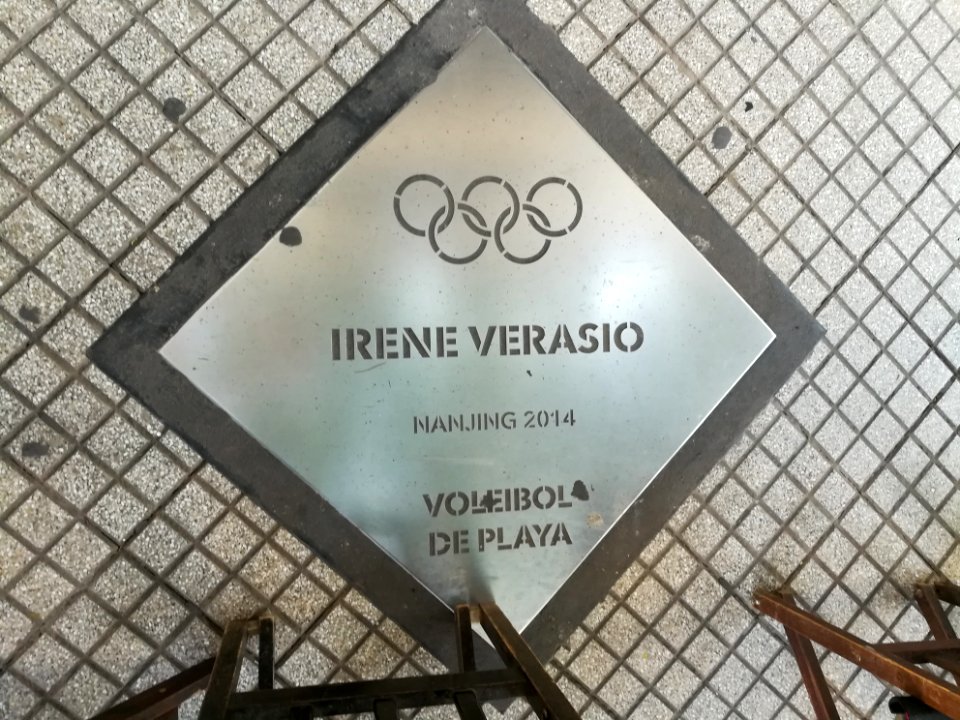 IRENE VERASIO
NANJING 2014
VOLEIBOL
DE PLAYA